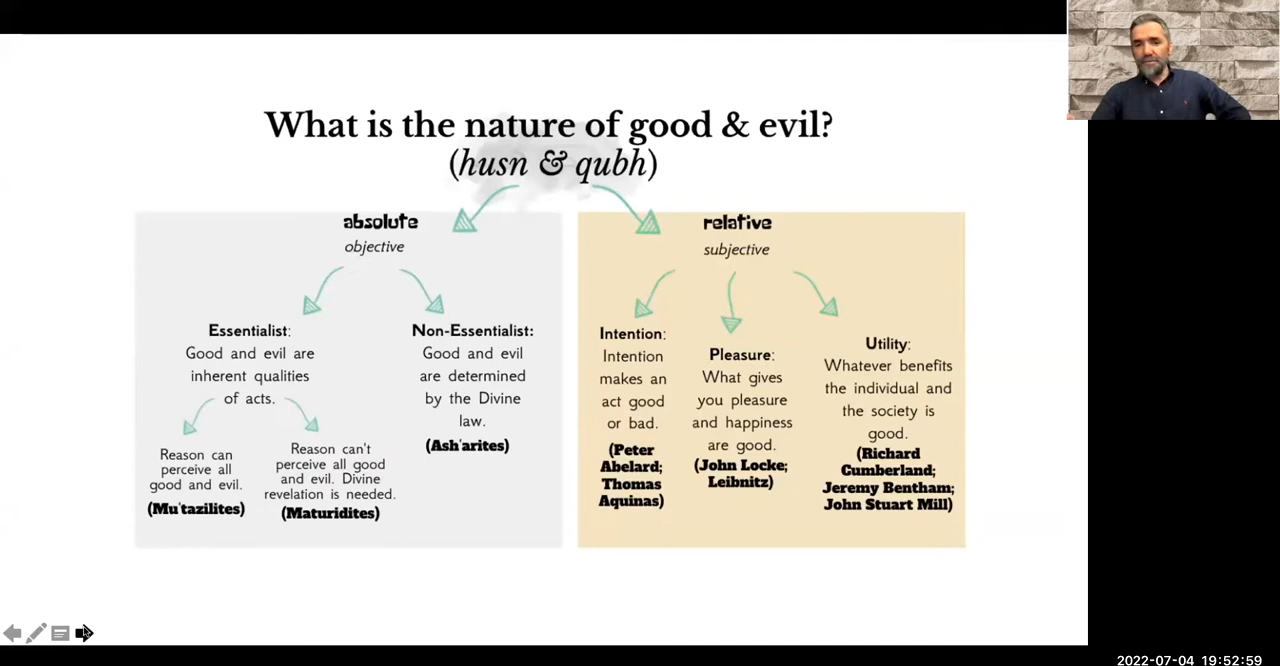 What is the nature of good & evil?
(husn & qubh)
absolute
objective
Essentialist:
Good and evil are
inherent qualities
of acts.
Reason can
perceive all
good and evil.
(Mu'tazilites)
Reason can't
perceive all good
and evil. Divine
revelation is needed.
(Maturidites)
Non-Essentialist:
Good and evil
are determined
by the Divine
law.
(Ash'arites)
relative
subjective
Intention:
Intention
makes an
act good
or bad.
(Peter
Abelard;
Thomas
Aquinas)
Pleasure:
What gives
you pleasure
and happiness
are good.
(John Locke;
Leibnitz)
Utility:
Whatever benefits
the individual and
the society is
good.
(Richard
Cumberland;
Jeremy Bentham;
John Stuart Mill)
2022-07-04 19:52:59